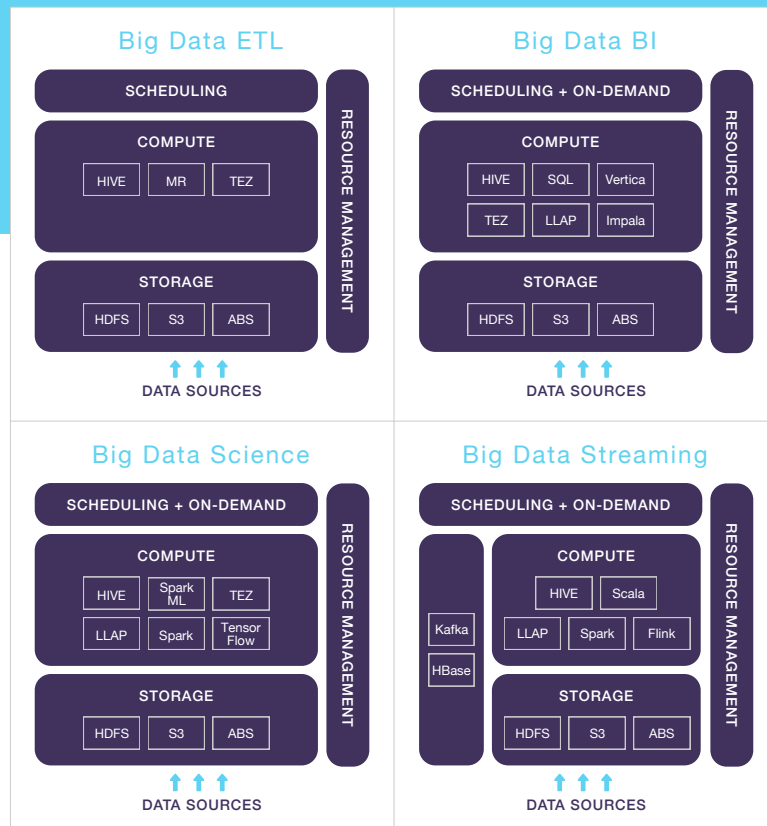 Big Data ETL
SCHEDULING
COMPUTE
HIVE
MR
TEZ
STORAGE
HDFS
S3
ABS
RESOURCE MANAGEMENT
DATA SOURCES
Big Data BI
SCHEDULING + ON-DEMAND
COMPUTE
HIVE
SQL
Vertica
TEZ
LLAP
Impala
STORAGE
HDFS
S3
ABS
RESOURCE MANAGEMENT
DATA SOURCES
Big Data Science
SCHEDULING + ON-DEMAND
COMPUTE
HIVE
Spark
ML
TEZ
LLAP
Spark
Tensor
Flow
STORAGE
HDFS
S3
ABS
RESOURCE MANAGEMENT
DATA SOURCES
Big Data Streaming
SCHEDULING + ON-DEMAND
Kafka
HBase
COMPUTE
HIVE
Scala
LLAP
Spark
Flink
STORAGE
HDFS
S3
ABS
RESOURCE MANAGEMENT
DATA SOURCES